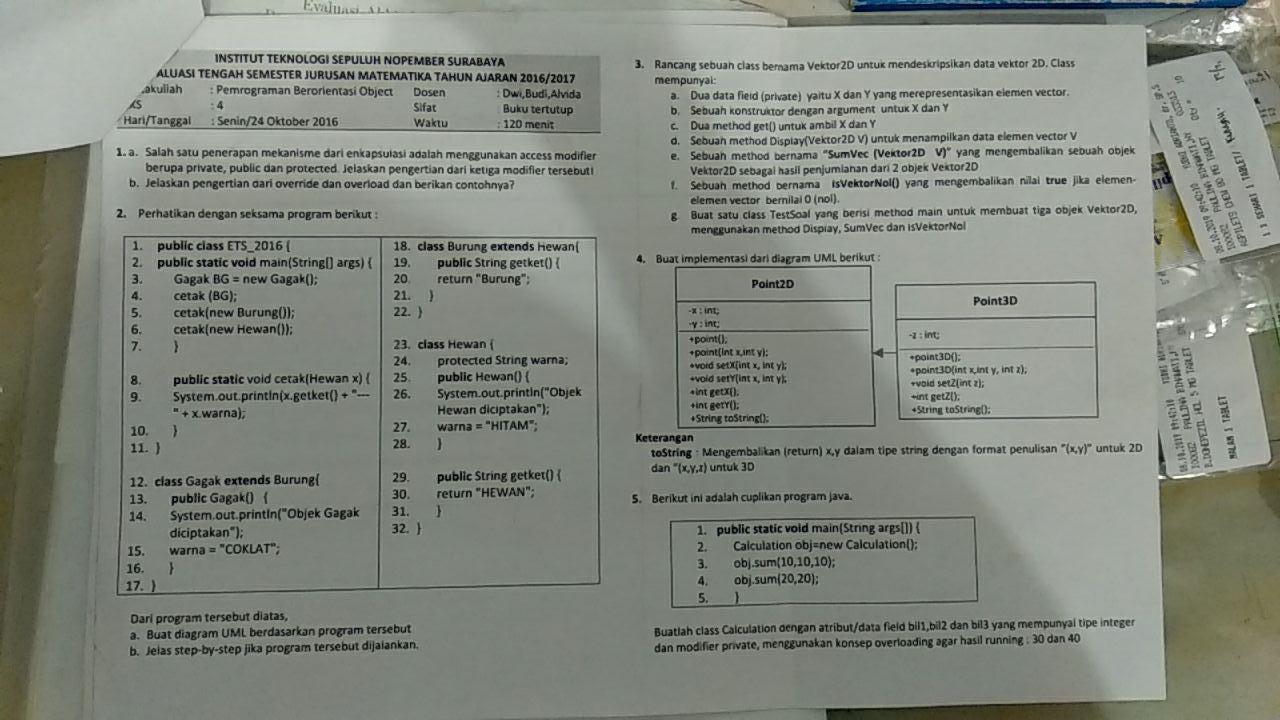 Evaluasi
INSTITUT TEKNOLOGI SEPULUH NOPEMBER SURABAYA
ALUASI TENGAH SEMESTER JURUSAN MATEMATIKA TAHUN AJARAN 2016/2017
akuliah : Pemrograman Berorientasi Object Dosen : Dwi,Budi,Alvida
KS : 4 Sifat : Buku tertutup
Hari/Tanggal : Senin/24 Oktober 2016 Waktu : 120 menit
1. a. Salah satu penerapan mekanisme dari enkapsulasi adalah menggunakan access modifier
berupa private, public dan protected. Jelaskan pengertian dari ketiga modifier tersebut!
b. Jelaskan pengertian dari override dan overload dan berikan contohnya?
2. Perhatikan dengan seksama program berikut :
1. public class ETS_2016 {
2. public static void main(String[] args) {
3. Gagak BG = new Gagak();
4. cetak (BG);
5. cetak(new Burung());
6. cetak(new Hewan());
7. }
8. public static void cetak(Hewan x) {
9. System.out.println(x.getket() + "---
" + x.warna);
10. }
11. }
12. class Gagak extends Burung{
13. public Gagak() {
14. System.out.println("Objek Gagak
diciptakan");
15. warna = "COKLAT";
16. }
17. }
18. class Burung extends Hewan{
19. public String getket() {
20. return "Burung";
21. }
22. }
23. class Hewan {
24. protected String warna;
25. public Hewan() {
26. System.out.println("Objek
Hewan diciptakan");
27. warna = "HITAM";
28. }
29. public String getket() {
30. return "HEWAN";
31. }
32. }
Dari program tersebut diatas,
a. Buat diagram UML berdasarkan program tersebut
b. Jelas step-by-step jika program tersebut dijalankan.
3. Rancang sebuah class bernama Vektor2D untuk mendeskripsikan data vektor 2D. Class
mempunyai:
a. Dua data field (private) yaitu X dan Y yang merepresentasikan elemen vector.
b. Sebuah konstruktor dengan argument untuk X dan Y
c. Dua method get() untuk ambil X dan Y
d. Sebuah method Display(Vektor2D V) untuk menampilkan data elemen vector V
e. Sebuah method bernama "SumVec (Vektor2D V)" yang mengembalikan sebuah objek
Vektor2D sebagai hasil penjumlahan dari 2 objek Vektor2D
f. Sebuah method bernama isVektorNol() yang mengembalikan nilai true jika elemen-
elemen vector bernilai 0 (nol).
g Buat satu class TestSoal yang berisi method main untuk membuat tiga objek Vektor2D,
menggunakan method Display, SumVec dan isVektorNol
4. Buat implementasi dari diagram UML berikut :
Point2D
-x : int;
-y : int;
+point();
+point(int x,int y);
+void setX(int x, int y);
+void setY(int x, int y);
+int getX();
+int getY();
+String toString();
Point3D
-z : int;
+point3D();
+point3D(int x,int y, int z);
+void setZ(int z);
+int getZ();
+String toString();
Keterangan
toString : Mengembalikan (return) x,y dalam tipe string dengan format penulisan "(x,y)" untuk 2D
dan "(x,y,z) untuk 3D
5. Berikut ini adalah cuplikan program java.
1. public static void main(String args[]) {
2. Calculation obj=new Calculation();
3. obj.sum(10,10,10);
4. obj.sum(20,20);
5. }
Buatlah class Calculation dengan atribut/data field bil1,bil2 dan bil3 yang mempunyai tipe integer
dan modifier private, menggunakan konsep overloading agar hasil running : 30 dan 40
MALAM 1 TABLET